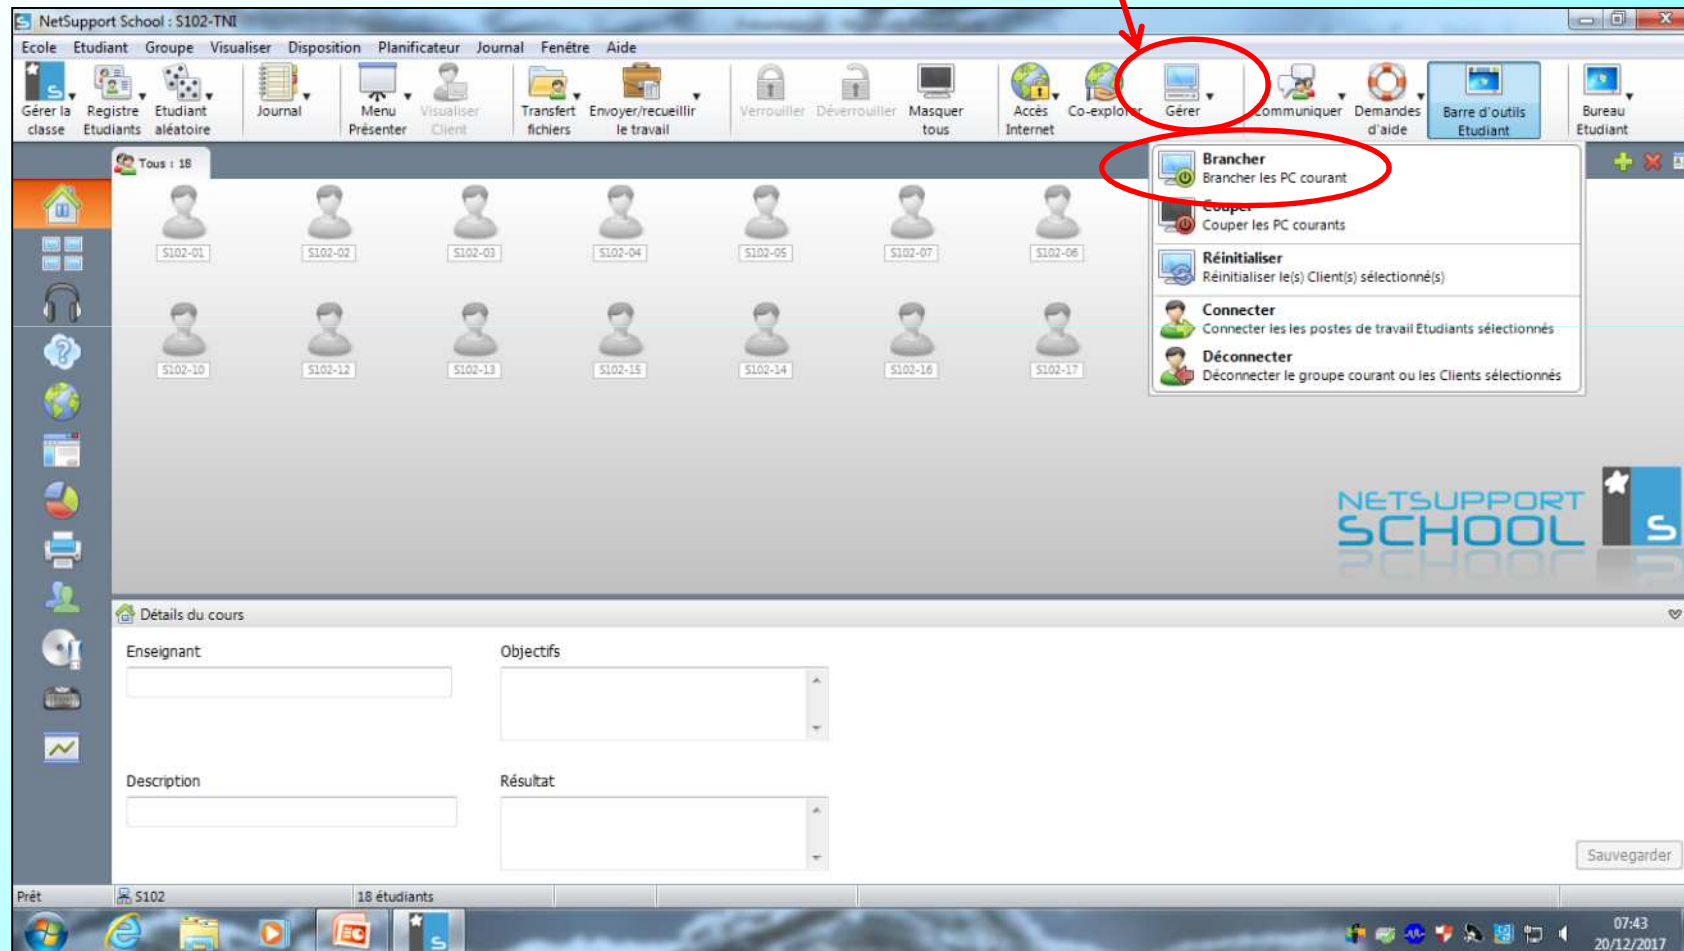 NetSupport School : S102-TNI
Ecole Etudiant Groupe Visualiser Disposition Planificateur Journal Fenêtre Aide
Gérer la classe
Registre Etudiants
Etudiant aléatoire
Journal
Menu Présenter
Visualiser Client
Transfert fichiers
Envoyer/recueillir le travail
Verrouiller
Déverrouiller
Masquer tous
Accès Internet
Co-explorer
Gérer
Communiquer
Demandes d'aide
Barre d'outils Etudiant
Bureau Etudiant
Tous : 18
Brancher
Brancher les PC courant
Couper
Couper les PC courants
Réinitialiser
Réinitialiser le(s) Client(s) sélectionné(s)
Connecter
Connecter les les postes de travail Etudiants sélectionnés
Déconnecter
Déconnecter le groupe courant ou les Clients sélectionnés
S102-01 S102-02 S102-03 S102-04 S102-05 S102-07 S102-06
S102-10 S102-12 S102-13 S102-15 S102-14 S102-16 S102-17
NETSUPPORT
SCHOOL
S
Détails du cours
Enseignant
Objectifs
Description
Résultat
Sauvegarder
Prêt S102 18 étudiants
07:43
20/12/2017